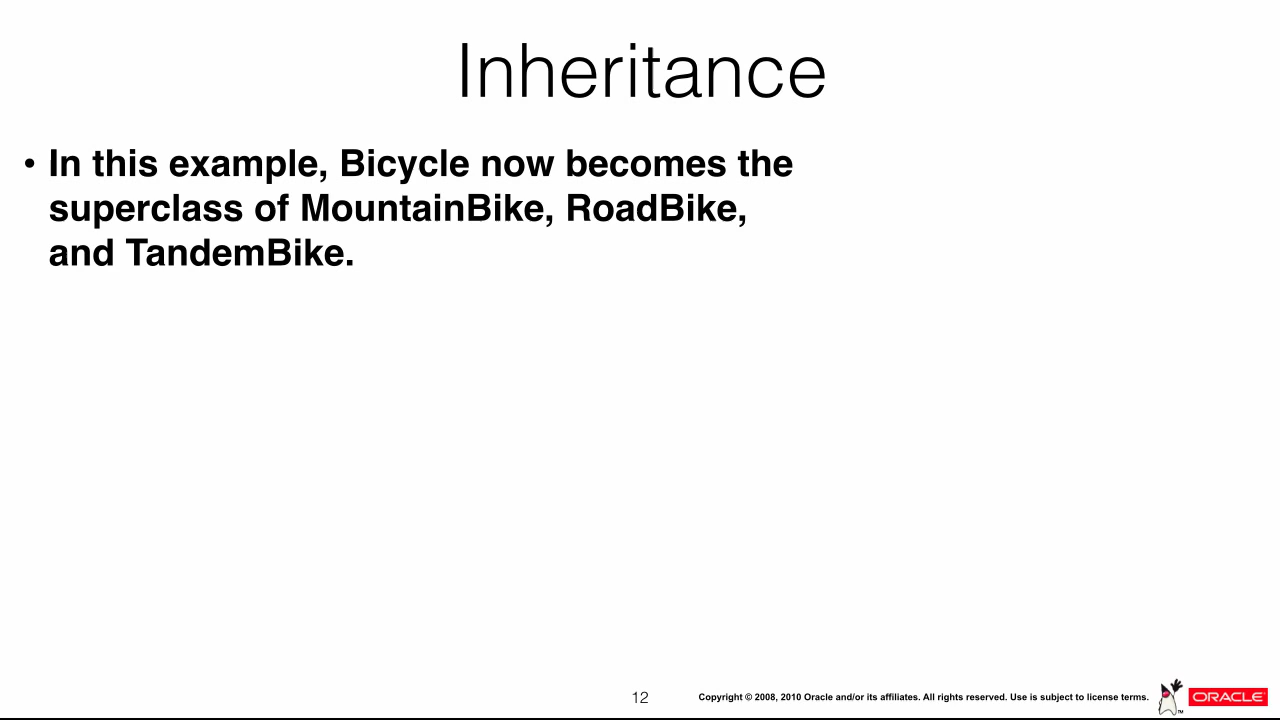 Inheritance
• In this example, Bicycle now becomes the
superclass of MountainBike, RoadBike,
and TandemBike.
12
Copyright © 2008, 2010 Oracle and/or its affiliates. All rights reserved. Use is subject to license terms.
TM
ORACLE